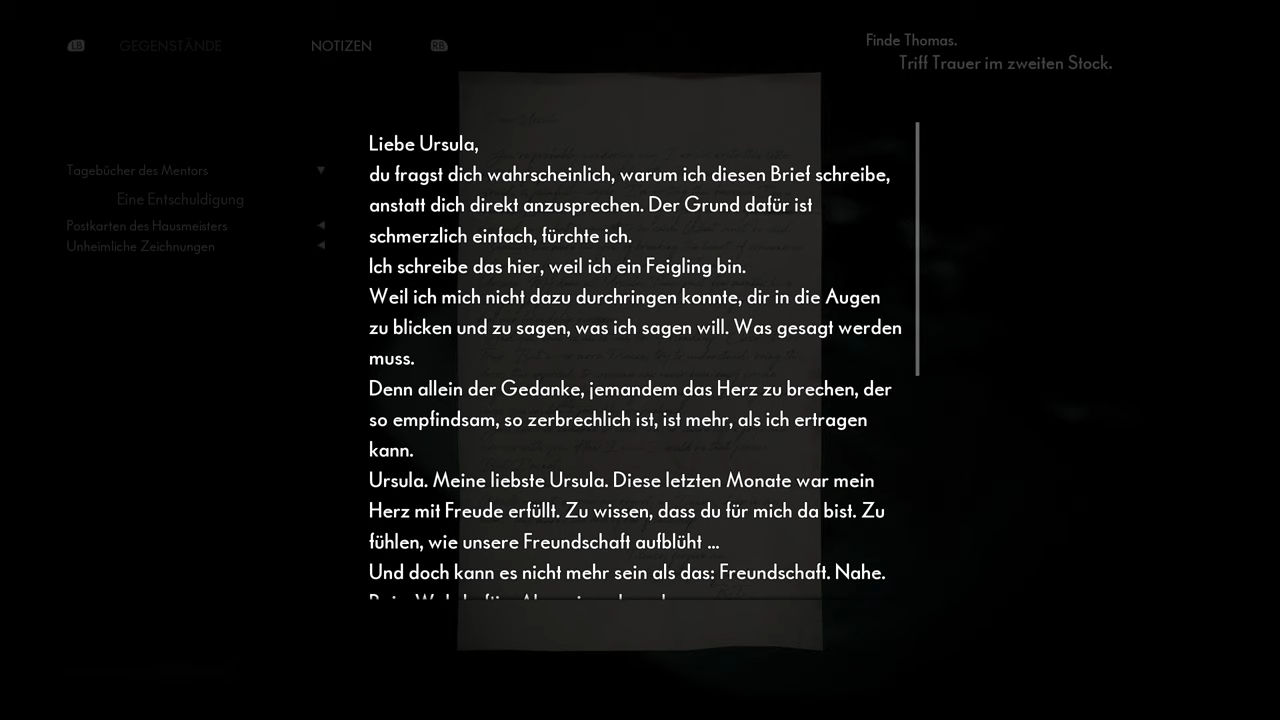 LB GEGENSTÄNDE NOTIZEN RB
Finde Thomas.
Triff Trauer im zweiten Stock.
Tagebücher des Mentors
Eine Entschuldigung
Postkarten des Hausmeisters
Unheimliche Zeichnungen
Liebe Ursula,
du fragst dich wahrscheinlich, warum ich diesen Brief schreibe,
anstatt dich direkt anzusprechen. Der Grund dafür ist
schmerzlich einfach, fürchte ich.
Ich schreibe das hier, weil ich ein Feigling bin.
Weil ich mich nicht dazu durchringen konnte, dir in die Augen
zu blicken und zu sagen, was ich sagen will. Was gesagt werden
muss.
Denn allein der Gedanke, jemandem das Herz zu brechen, der
so empfindsam, so zerbrechlich ist, ist mehr, als ich ertragen
kann.
Ursula. Meine liebste Ursula. Diese letzten Monate war mein
Herz mit Freude erfüllt. Zu wissen, dass du für mich da bist. Zu
fühlen, wie unsere Freundschaft aufblüht ...
Und doch kann es nicht mehr sein als das: Freundschaft. Nahe.